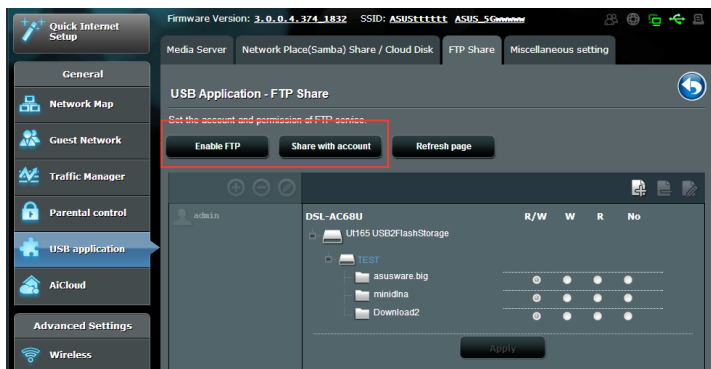 Quick Internet
Setup
Firmware Version: 3.0.0.4.374_1832 SSID: ASUStttttt ASUS_5Gwwwww
Media Server Network Place(Samba) Share / Cloud Disk FTP Share Miscellaneous setting
General
Network Map
Guest Network
Traffic Manager
Parental control
USB application
AiCloud
Advanced Settings
Wireless
USB Application - FTP Share
Set the account and permission of FTP service.
Enable FTP Share with account Refresh page
admin
DSL-AC68U R/W W R No
Ut165 USB2FlashStorage
TEST
asusware.big
minidlna
Download2
Apply